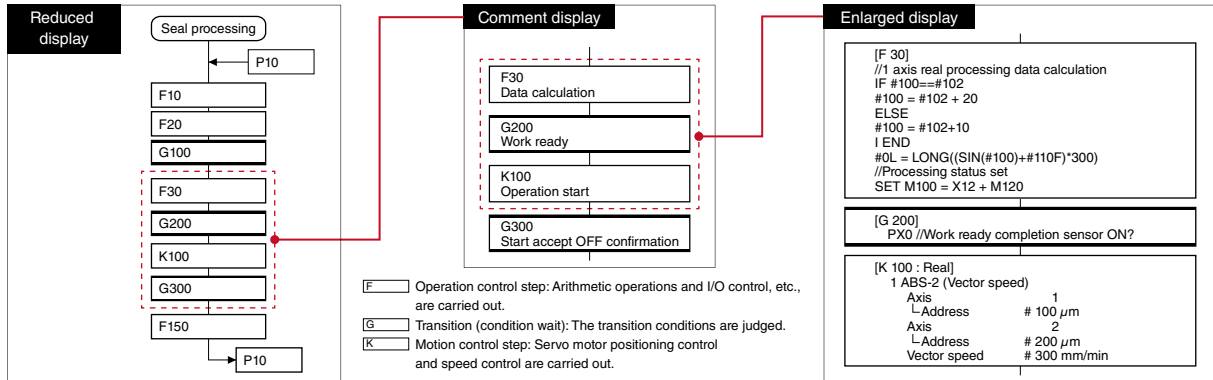 Reduced
display
Seal processing
P10
F10
F20
G100
F30
G200
K100
G300
F150
P10
Comment display
F30
Data calculation
G200
Work ready
K100
Operation start
G300
Start accept OFF confirmation
F Operation control step: Arithmetic operations and I/O control, etc.,
are carried out.
G Transition (condition wait): The transition conditions are judged.
K Motion control step: Servo motor positioning control
and speed control are carried out.
Enlarged display
[F 30]
//1 axis real processing data calculation
IF #100==#102
#100 = #102 + 20
ELSE
#100 = #102+10
I END
#0L = LONG((SIN(#100)+#110F)*300)
//Processing status set
SET M100 = X12 + M120
[G 200]
PX0 //Work ready completion sensor ON?
[K 100 : Real]
1 ABS-2 (Vector speed)
Axis 1
Address # 100 µm
Axis 2
Address # 200 µm
Vector speed # 300 mm/min